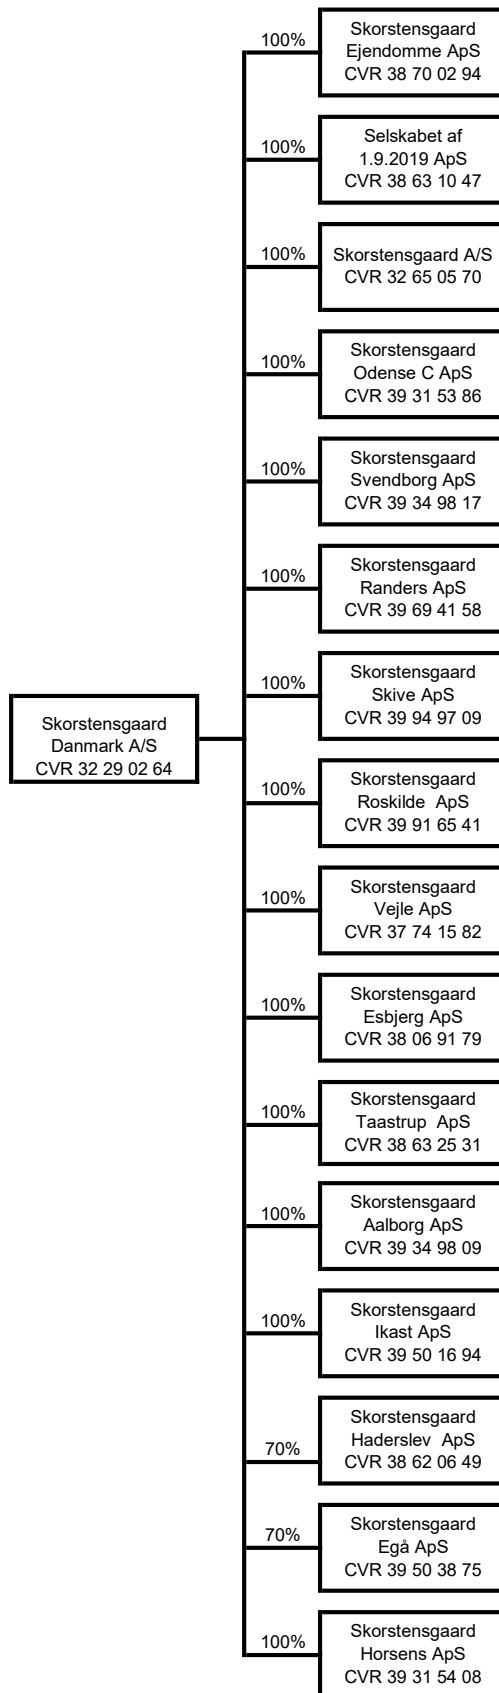 100%
Skorstensgaard
Ejendomme ApS
CVR 38 70 02 94
100%
Selskabet af
1.9.2019 ApS
CVR 38 63 10 47
100%
Skorstensgaard A/S
CVR 32 65 05 70
100%
Skorstensgaard
Odense C ApS
CVR 39 31 53 86
100%
Skorstensgaard
Svendborg ApS
CVR 39 34 98 17
100%
Skorstensgaard
Randers ApS
CVR 39 69 41 58
100%
Skorstensgaard
Skive ApS
CVR 39 94 97 09
Skorstensgaard
Danmark A/S
CVR 32 29 02 64
100%
Skorstensgaard
Roskilde ApS
CVR 39 91 65 41
100%
Skorstensgaard
Vejle ApS
CVR 37 74 15 82
100%
Skorstensgaard
Esbjerg ApS
CVR 38 06 91 79
100%
Skorstensgaard
Taastrup ApS
CVR 38 63 25 31
100%
Skorstensgaard
Aalborg ApS
CVR 39 34 98 09
100%
Skorstensgaard
Ikast ApS
CVR 39 50 16 94
70%
Skorstensgaard
Haderslev ApS
CVR 38 62 06 49
70%
Skorstensgaard
Egå ApS
CVR 39 50 38 75
100%
Skorstensgaard
Horsens ApS
CVR 39 31 54 08